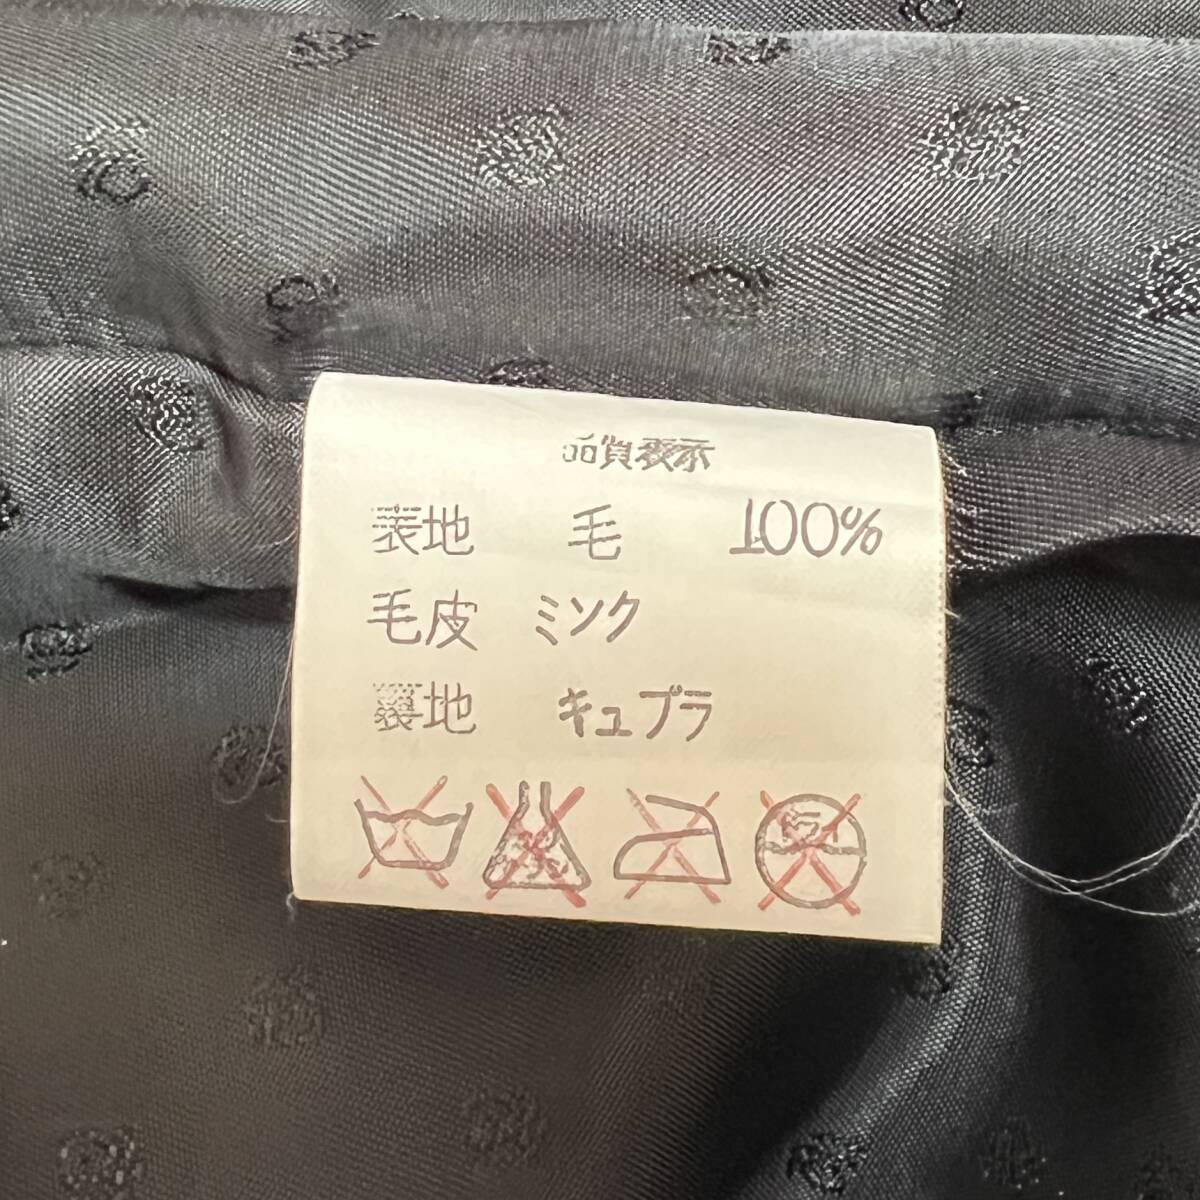 品質表示
表地 毛 100%
毛皮 ミンク
裏地 キュプラ